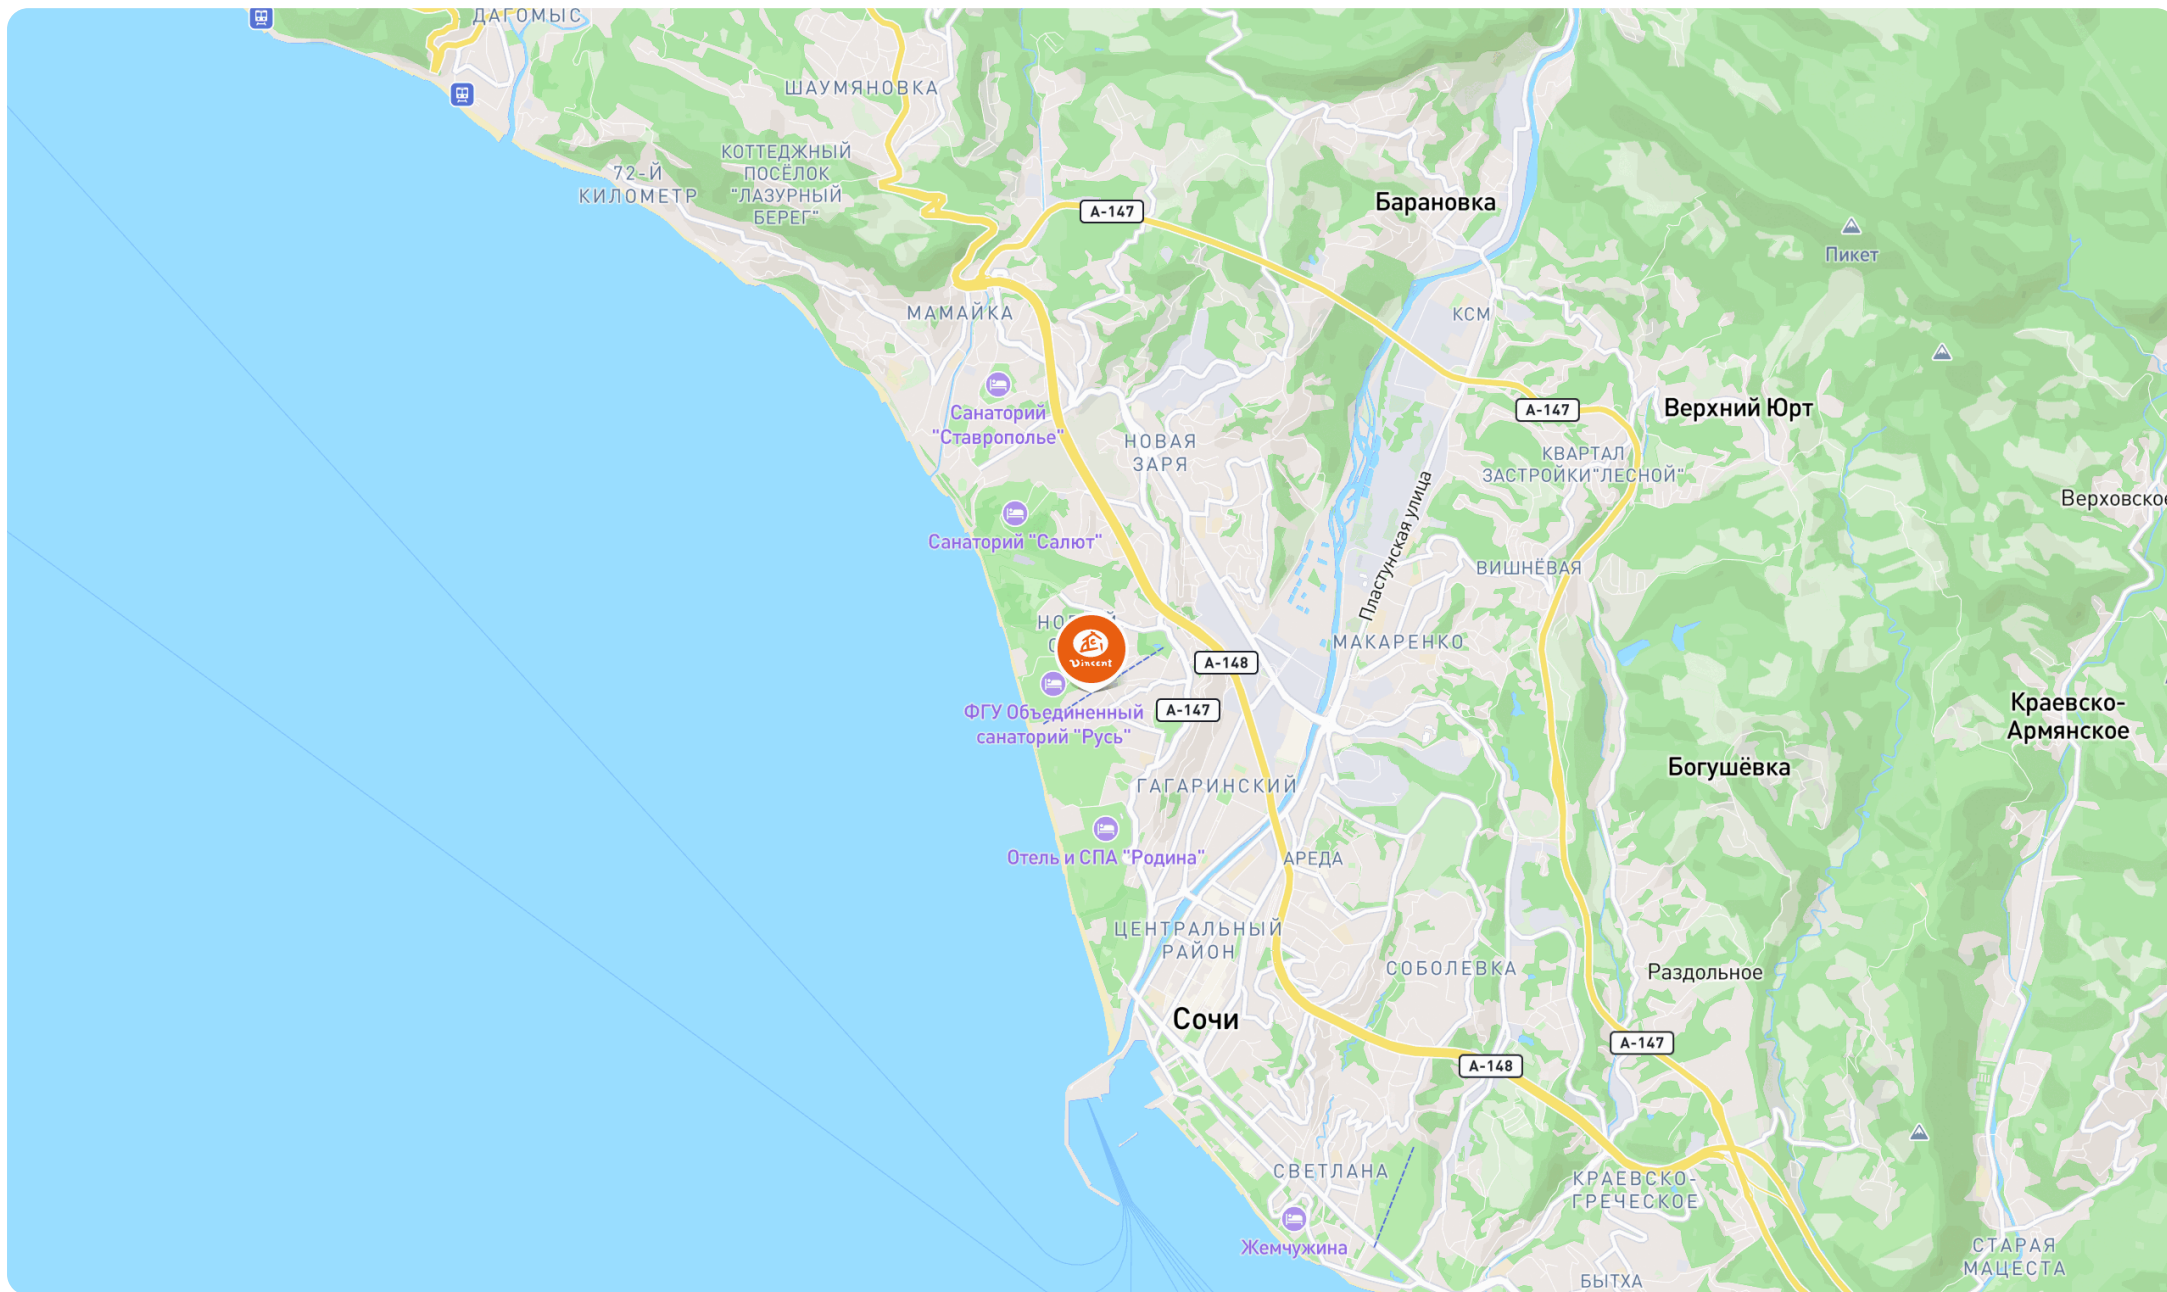 ДАГОМЫС
ШАУМЯНОВКА
КОТТЕДЖНЫЙ
ПОСЁЛОК
"ЛАЗУРНЫЙ
БЕРЕГ"
72-Й
КИЛОМЕТР
А-147
Барановка
Пикет
МАМАЙКА
КСМ
Санаторий
"Ставрополье"
А-147
Верхний Юрт
НОВАЯ
ЗАРЯ
КВАРТАЛ
ЗАСТРОЙКИ"ЛЕСНОЙ"
Верховское
Пластунская улица
Санаторий "Салют"
ВИШНЁВАЯ
МАКАРЕНКО
Vincent
А-148
ФГУ Объединенный
санаторий "Русь"
А-147
Краевско-
Армянское
Богушёвка
ГАГАРИНСКИЙ
Отель и СПА "Родина"
АРЕДА
ЦЕНТРАЛЬНЫЙ
РАЙОН
СОБОЛЕВКА
Раздольное
Сочи
А-147
А-148
СВЕТЛАНА
КРАЕВСКО-
ГРЕЧЕСКОЕ
Жемчужина
СТАРАЯ
МАЦЕСТА
БЫТХА